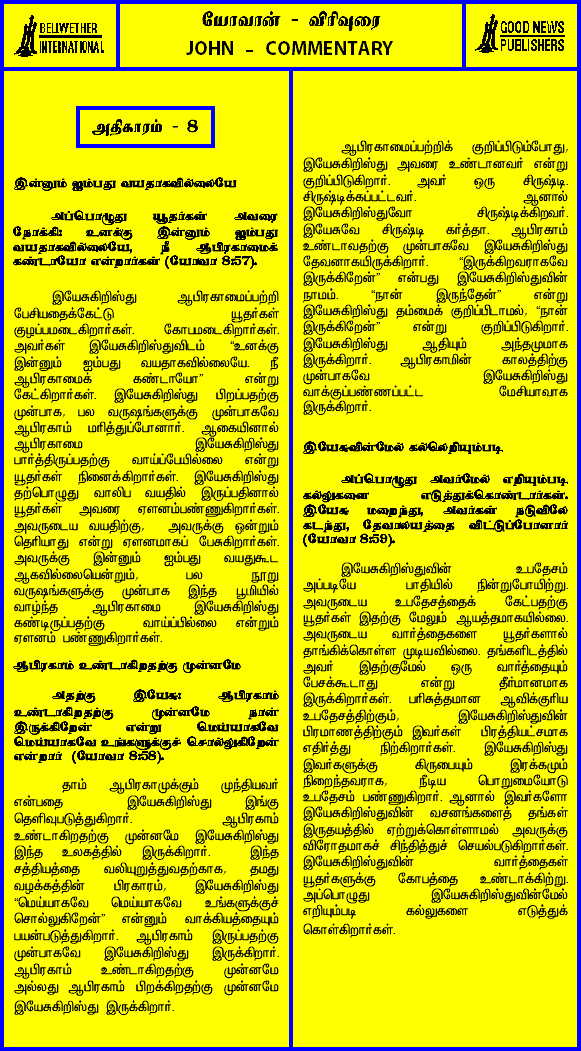 BELWETHER
INTERNATIONAL
யோவான் - விரிவுரை
JOHN - COMMENTARY
GOOD NEWS
PUBLISHERS
அதிகாரம் - 8
இன்னும் ஐம்பது வயதாகவில்லையே
அப்பொழுது யூதர்கள் அவரை
நோக்கி: உனக்கு இன்னும் ஐம்பது
வயதாகவில்லையே, நீ ஆபிரகாமைக்
கண்டாயோ என்றார்கள் (யோவா 8:57).
இயேசுகிறிஸ்து ஆபிரகாமைப்பற்றி
பேசியதைக்கேட்டு யூதர்கள்
குழப்பமடைகிறார்கள். கோபமடைகிறார்கள்.
அவர்கள் இயேசுகிறிஸ்துவிடம் “உனக்கு
இன்னும் ஐம்பது வயதாகவில்லையே. நீ
ஆபிரகாமைக் கண்டாயோ” என்று
கேட்கிறார்கள். இயேசுகிறிஸ்து பிறப்பதற்கு
முன்பாக, பல வருஷங்களுக்கு முன்பாகவே
ஆபிரகாம் மரித்துப்போனார். ஆகையினால்
ஆபிரகாமை இயேசுகிறிஸ்து
பார்த்திருப்பதற்கு வாய்ப்பேயில்லை என்று
யூதர்கள் நினைக்கிறார்கள். இயேசுகிறிஸ்து
தற்பொழுது வாலிப வயதில் இருப்பதினால்
யூதர்கள் அவரை ஏளனம்பண்ணுகிறார்கள்.
அவருடைய வயதிற்கு, அவருக்கு ஒன்றும்
தெரியாது என்று ஏளனமாகப் பேசுகிறார்கள்.
அவருக்கு இன்னும் ஐம்பது வயதுகூட
ஆகவில்லையென்றும், பல நூறு
வருஷங்களுக்கு முன்பாக இந்த பூமியில்
வாழ்ந்த ஆபிரகாமை இயேசுகிறிஸ்து
கண்டிருப்பதற்கு வாய்ப்பில்லை என்றும்
ஏளனம் பண்ணுகிறார்கள்.
ஆபிரகாம் உண்டாகிறதற்கு முன்னமே
அதற்கு இயேசு: ஆபிரகாம்
உண்டாகிறதற்கு முன்னமே நான்
இருக்கிறேன் என்று மெய்யாகவே
மெய்யாகவே உங்களுக்குச் சொல்லுகிறேன்
என்றார் (யோவா 8:58).
தாம் ஆபிரகாமுக்கும் முந்தியவர்
என்பதை இயேசுகிறிஸ்து இங்கு
தெளிவுபடுத்துகிறார். ஆபிரகாம்
உண்டாகிறதற்கு முன்னமே இயேசுகிறிஸ்து
இந்த உலகத்தில் இருக்கிறார். இந்த
சத்தியத்தை வலியுறுத்துவதற்காக, தமது
வழக்கத்தின் பிரகாரம், இயேசுகிறிஸ்து
“மெய்யாகவே மெய்யாகவே உங்களுக்குச்
சொல்லுகிறேன்” என்னும் வாக்கியத்தையும்
பயன்படுத்துகிறார். ஆபிரகாம் இருப்பதற்கு
முன்பாகவே இயேசுகிறிஸ்து இருக்கிறார்.
ஆபிரகாம் உண்டாகிறதற்கு முன்னமே
அல்லது ஆபிரகாம் பிறக்கிறதற்கு முன்னமே
இயேசுகிறிஸ்து இருக்கிறார்.
ஆபிரகாமைப்பற்றிக் குறிப்பிடும்போது,
இயேசுகிறிஸ்து அவரை உண்டானவர் என்று
குறிப்பிடுகிறார். அவர் ஒரு சிருஷ்டி.
சிருஷ்டிக்கப்பட்டவர். ஆனால்
இயேசுகிறிஸ்துவோ சிருஷ்டிக்கிறவர்.
இயேசுவே சிருஷ்டி கர்த்தா. ஆபிரகாம்
உண்டாவதற்கு முன்பாகவே இயேசுகிறிஸ்து
தேவனாகயிருக்கிறார். “இருக்கிறவராகவே
இருக்கிறேன்” என்பது இயேசுகிறிஸ்துவின்
நாமம். “நான் இருந்தேன்” என்று
இயேசுகிறிஸ்து தம்மைக் குறிப்பிடாமல், “நான்
இருக்கிறேன்” என்று குறிப்பிடுகிறார்.
இயேசுகிறிஸ்து ஆதியும் அந்தமுமாக
இருக்கிறார். ஆபிரகாமின் காலத்திற்கு
முன்பாகவே இயேசுகிறிஸ்து
வாக்குப்பண்ணப்பட்ட மேசியாவாக
இருக்கிறார்.
இயேசுவின்மேல் கல்லெறியும்படி
அப்பொழுது அவர்மேல் எறியும்படி
கல்லுகளை எடுத்துக்கொண்டார்கள்.
இயேசு மறைந்து, அவர்கள் நடுவிலே
கடந்து, தேவாலயத்தை விட்டுப்போனார்
(யோவா 8:59).
இயேசுகிறிஸ்துவின் உபதேசம்
அப்படியே பாதியில் நின்றுபோயிற்று.
அவருடைய உபதேசத்தைக் கேட்பதற்கு
யூதர்கள் இதற்கு மேலும் ஆயத்தமாகயில்லை.
அவருடைய வார்த்தைகளை யூதர்களால்
தாங்கிக்கொள்ள முடியவில்லை. தங்களிடத்தில்
அவர் இதற்குமேல் ஒரு வார்த்தையும்
பேசக்கூடாது என்று தீர்மானமாக
இருக்கிறார்கள். பரிசுத்தமான ஆவிக்குரிய
உபதேசத்திற்கும், இயேசுகிறிஸ்துவின்
பிரமாணத்திற்கும் இவர்கள் பிரத்தியட்சமாக
எதிர்த்து நிற்கிறார்கள். இயேசுகிறிஸ்து
இவர்களுக்கு கிருபையும் இரக்கமும்
நிறைந்தவராக, நீடிய பொறுமையோடு
உபதேசம் பண்ணுகிறார். ஆனால் இவர்களோ
இயேசுகிறிஸ்துவின் வசனங்களைத் தங்கள்
இருதயத்தில் ஏற்றுக்கொள்ளாமல் அவருக்கு
விரோதமாகச் சிந்தித்துச் செயல்படுகிறார்கள்.
இயேசுகிறிஸ்துவின் வார்த்தைகள்
யூதர்களுக்கு கோபத்தை உண்டாக்கிற்று.
அப்பொழுது இயேசுகிறிஸ்துவின்மேல்
எறியும்படி கல்லுகளை எடுத்துக்
கொள்கிறார்கள்.